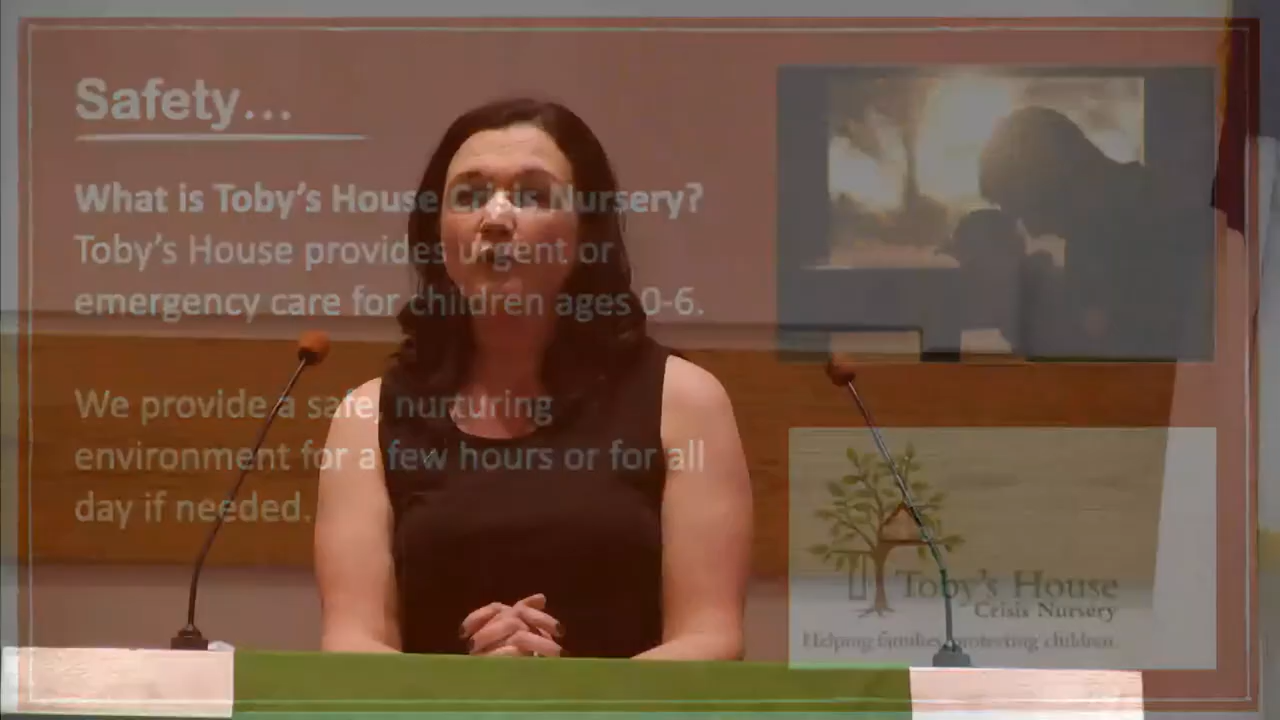 Safety...
What is Toby's House Crisis Nursery?
Toby's House provides urgent or
emergency care for children ages 0-6.
We provide a safe, nurturing
environment for a few hours or for all
day if needed.
Toby's House
Crisis Nursery
Helping families, protecting children.